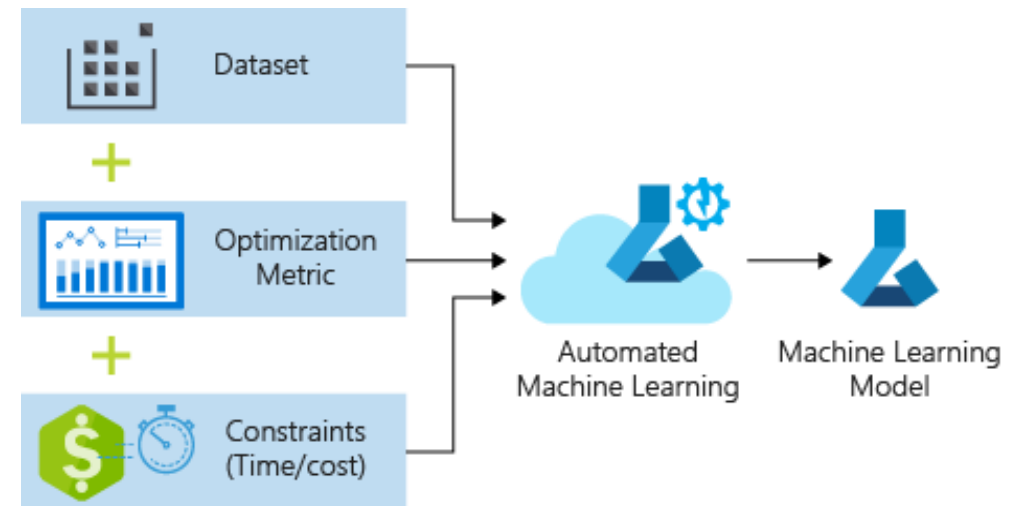 Dataset
Optimization
Metric
Constraints
(Time/cost)
Automated
Machine Learning
Machine Learning
Model